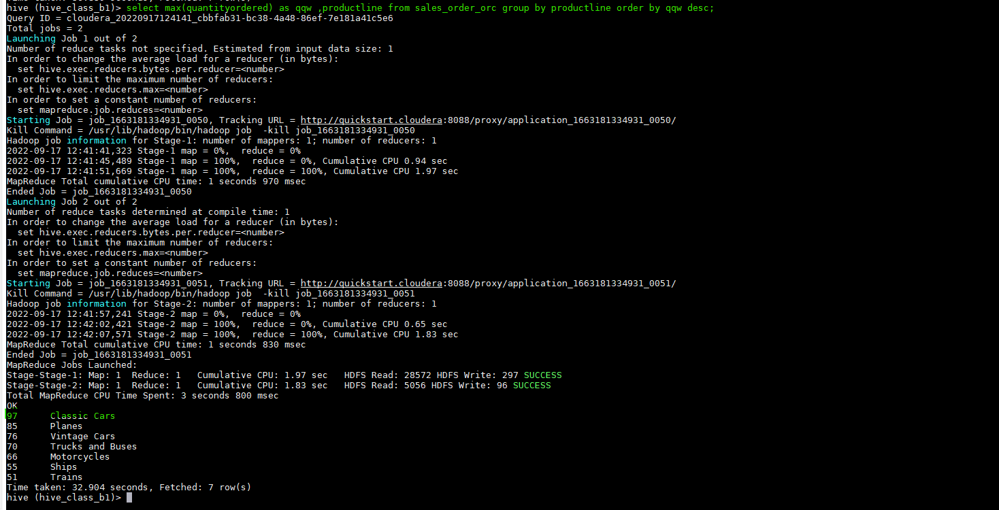 hive (hive_class_b1)> select max(quantityordered) as qqw ,productline from sales_order_orc group by productline order by qqw desc;
Query ID = cloudera_20220917124141_cbbfab31-bc38-4a48-86ef-7e181a41c5e6
Total jobs = 2
Launching Job 1 out of 2
Number of reduce tasks not specified. Estimated from input data size: 1
In order to change the average load for a reducer (in bytes):
  set hive.exec.reducers.bytes.per.reducer=<number>
In order to limit the maximum number of reducers:
  set hive.exec.reducers.max=<number>
In order to set a constant number of reducers:
  set mapreduce.job.reduces=<number>
Starting Job = job_1663181334931_0050, Tracking URL = http://quickstart.cloudera:8088/proxy/application_1663181334931_0050/
Kill Command = /usr/lib/hadoop/bin/hadoop job  -kill job_1663181334931_0050
Hadoop job information for Stage-1: number of mappers: 1; number of reducers: 1
2022-09-17 12:41:41,323 Stage-1 map = 0%,  reduce = 0%
2022-09-17 12:41:45,489 Stage-1 map = 100%,  reduce = 0%, Cumulative CPU 0.94 sec
2022-09-17 12:41:51,669 Stage-1 map = 100%,  reduce = 100%, Cumulative CPU 1.97 sec
MapReduce Total cumulative CPU time: 1 seconds 970 msec
Ended Job = job_1663181334931_0050
Launching Job 2 out of 2
Number of reduce tasks determined at compile time: 1
In order to change the average load for a reducer (in bytes):
  set hive.exec.reducers.bytes.per.reducer=<number>
In order to limit the maximum number of reducers:
  set hive.exec.reducers.max=<number>
In order to set a constant number of reducers:
  set mapreduce.job.reduces=<number>
Starting Job = job_1663181334931_0051, Tracking URL = http://quickstart.cloudera:8088/proxy/application_1663181334931_0051/
Kill Command = /usr/lib/hadoop/bin/hadoop job  -kill job_1663181334931_0051
Hadoop job information for Stage-2: number of mappers: 1; number of reducers: 1
2022-09-17 12:41:57,241 Stage-2 map = 0%,  reduce = 0%
2022-09-17 12:42:02,421 Stage-2 map = 100%,  reduce = 0%, Cumulative CPU 0.65 sec
2022-09-17 12:42:07,571 Stage-2 map = 100%,  reduce = 100%, Cumulative CPU 1.83 sec
MapReduce Total cumulative CPU time: 1 seconds 830 msec
Ended Job = job_1663181334931_0051
MapReduce Jobs Launched:
Stage-Stage-1: Map: 1  Reduce: 1   Cumulative CPU: 1.97 sec   HDFS Read: 28572 HDFS Write: 297 SUCCESS
Stage-Stage-2: Map: 1  Reduce: 1   Cumulative CPU: 1.83 sec   HDFS Read: 5056 HDFS Write: 96 SUCCESS
Total MapReduce CPU Time Spent: 3 seconds 800 msec
OK
97      Classic Cars
85      Planes
76      Vintage Cars
70      Trucks and Buses
66      Motorcycles
55      Ships
51      Trains
Time taken: 32.904 seconds, Fetched: 7 row(s)
hive (hive_class_b1)>